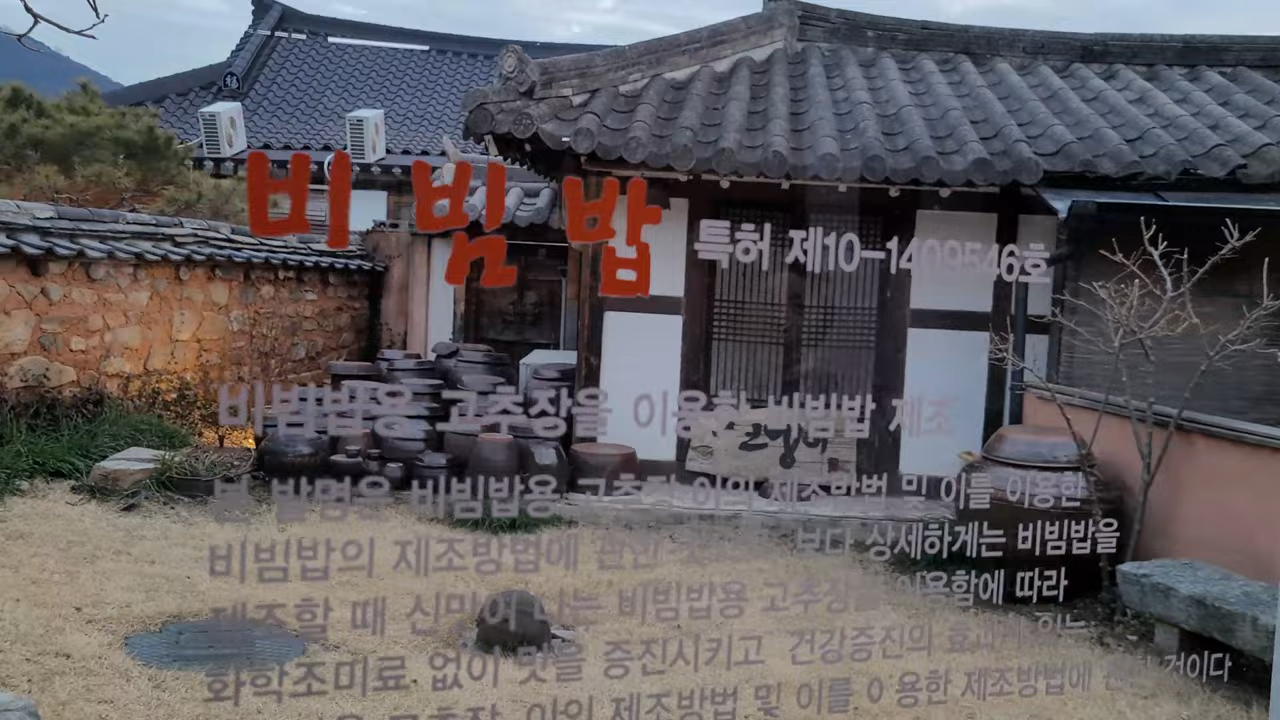 비빔밥 특허 제10-1409546호
비빔밥용 고추장을 이용한 비빔밥 제조
본 발명은 비빔밥용 고추장, 이의 제조방법 및 이를 이용한
비빔밥의 제조방법에 관한 보다 상세하게는 비빔밥을
제조할 때 신맛이 나는 비빔밥용 고추장을 이용함에 따라
화학조미료 없이 맛을 증진시키고 건강증진의 효과가 있는
고추장, 이의 제조방법 및 이를 이용한 제조방법에 관한 것이다